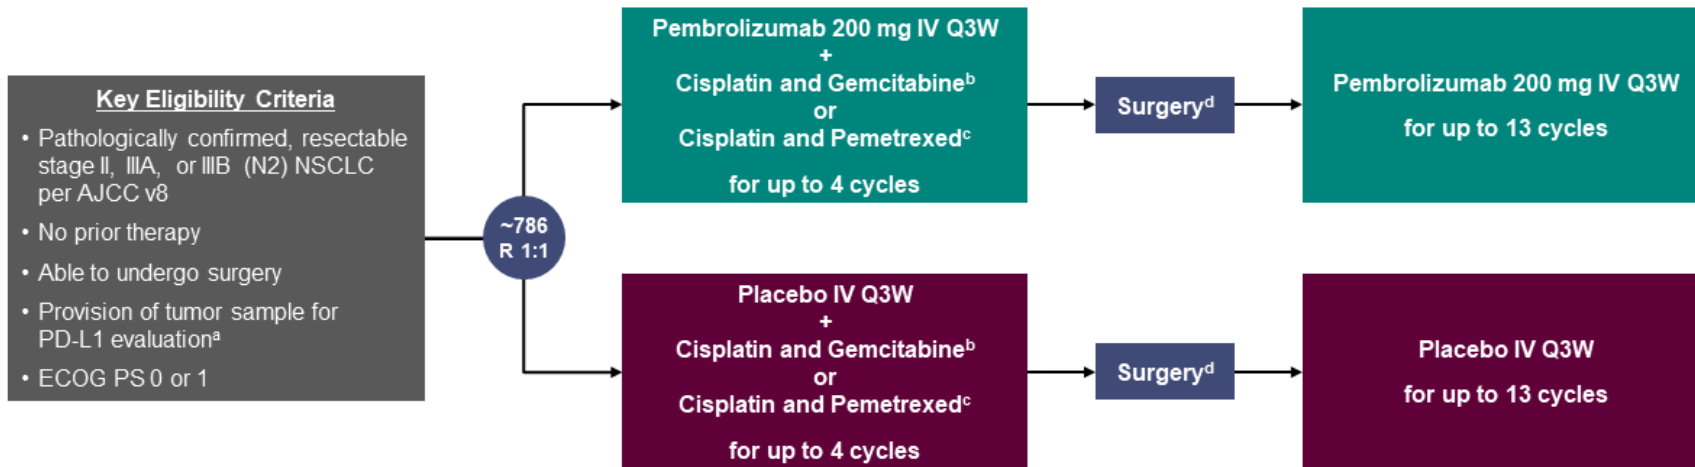 Key Eligibility Criteria
• Pathologically confirmed, resectable
stage II, IIIA, or IIIB (N2) NSCLC
per AJCC v8
• No prior therapy
• Able to undergo surgery
• Provision of tumor sample for
PD-L1 evaluationᵃ
• ECOG PS 0 or 1
~786
R 1:1
Pembrolizumab 200 mg IV Q3W
+
Cisplatin and Gemcitabineᵇ
or
Cisplatin and Pemetrexedᶜ
for up to 4 cycles
Surgeryᵈ
Pembrolizumab 200 mg IV Q3W
for up to 13 cycles
Placebo IV Q3W
+
Cisplatin and Gemcitabineᵇ
or
Cisplatin and Pemetrexedᶜ
for up to 4 cycles
Surgeryᵈ
Placebo IV Q3W
for up to 13 cycles